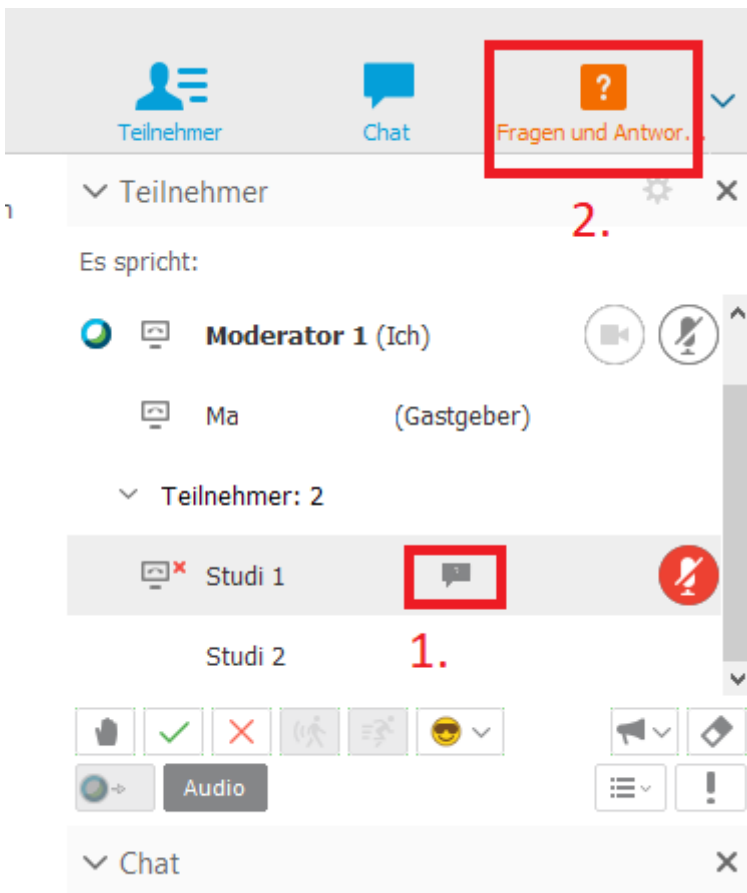 Teilnehmer
Chat
Fragen und Antwor...
n
Teilnehmer
2.
Es spricht:
Moderator 1 (Ich)
Ma (Gastgeber)
Teilnehmer: 2
Studi 1
1.
Studi 2
Audio
Chat